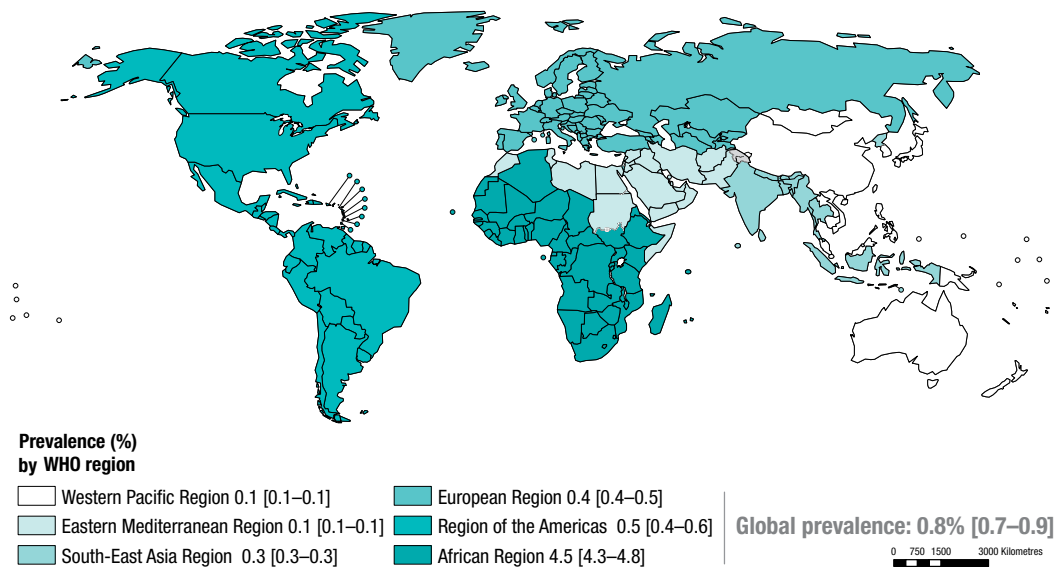 Prevalence (%)
by WHO region
Western Pacific Region 0.1 [0.1–0.1]
Eastern Mediterranean Region 0.1 [0.1–0.1]
South-East Asia Region 0.3 [0.3–0.3]
European Region 0.4 [0.4–0.5]
Region of the Americas 0.5 [0.4–0.6]
African Region 4.5 [4.3–4.8]
Global prevalence: 0.8% [0.7–0.9]
0 750 1500 3000 Kilometres